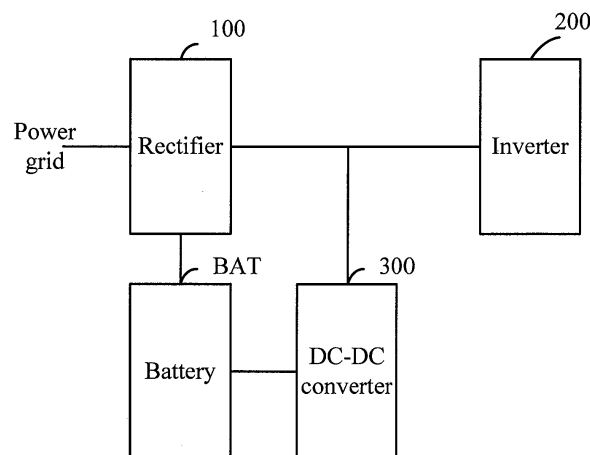 100
200
Power
grid
Rectifier
Inverter
BAT
300
Battery
DC-DC
converter